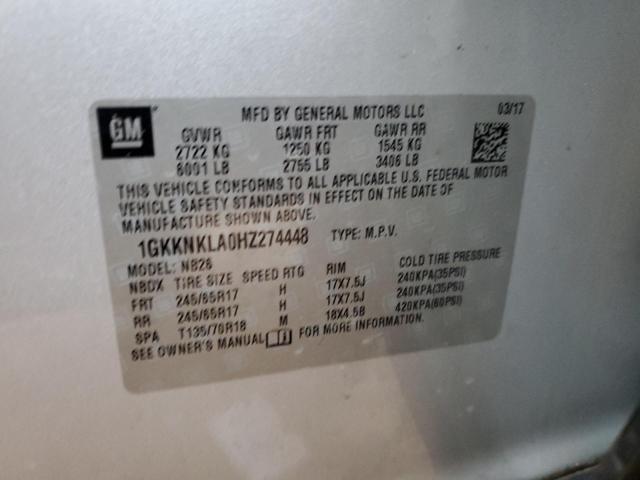 GM
MFD BY GENERAL MOTORS LLC 03/17
GVWR GAWR FRT GAWR RR
2722 KG 1250 KG 1545 KG
6001 LB 2755 LB 3406 LB
THIS VEHICLE CONFORMS TO ALL APPLICABLE U.S. FEDERAL MOTOR
VEHICLE SAFETY STANDARDS IN EFFECT ON THE DATE OF
MANUFACTURE SHOWN ABOVE.
1GKKNKLA0HZ274448 TYPE: M.P.V.
MODEL: NB26
NBDX TIRE SIZE SPEED RTG RIM COLD TIRE PRESSURE
FRT 245/65R17 H 17X7.5J 240KPA(35PSI)
RR 245/65R17 H 17X7.5J 240KPA(35PSI)
SPA T135/70R18 M 18X4.5B 420KPA(60PSI)
SEE OWNER'S MANUAL FOR MORE INFORMATION.